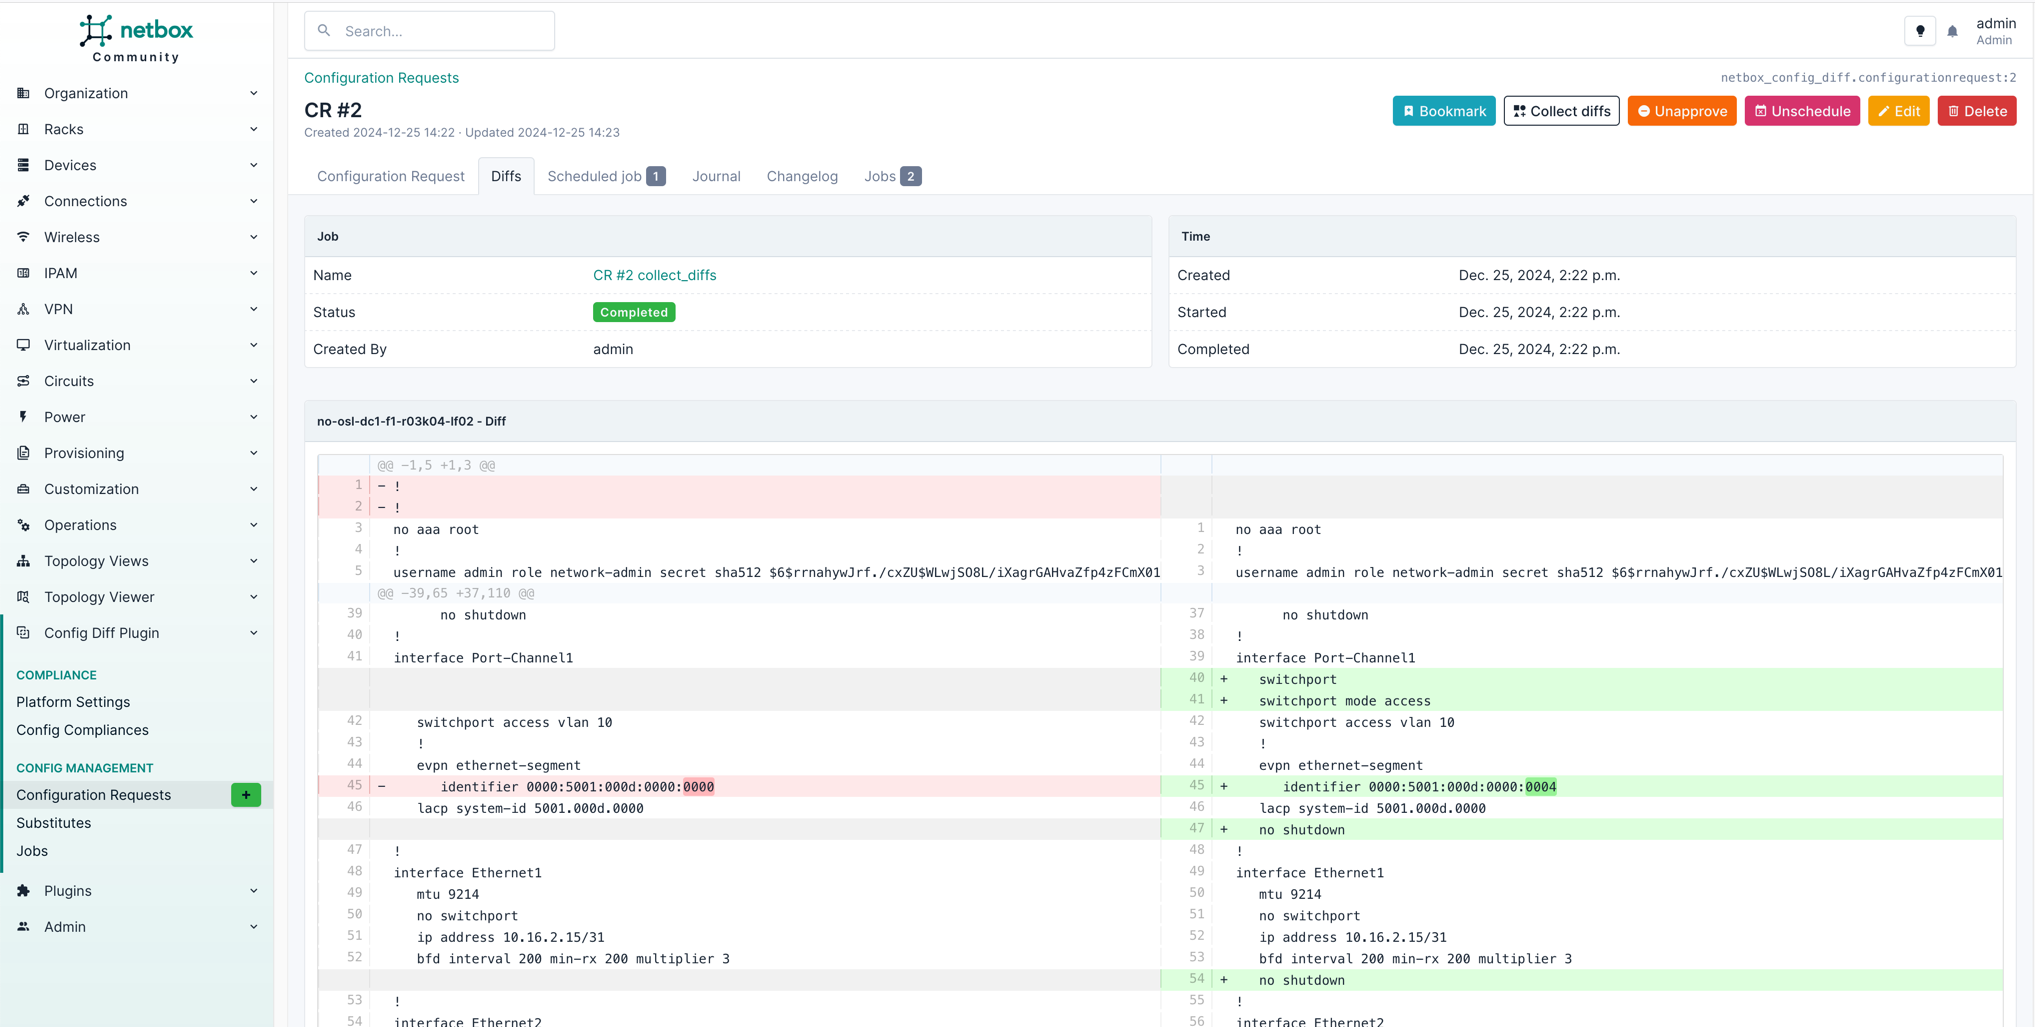 netbox
Community
Search...
admin
Admin
Organization
Racks
Devices
Connections
Wireless
IPAM
VPN
Virtualization
Circuits
Power
Provisioning
Customization
Operations
Topology Views
Topology Viewer
Config Diff Plugin
COMPLIANCE
Platform Settings
Config Compliances
CONFIG MANAGEMENT
Configuration Requests +
Substitutes
Jobs
Plugins
Admin
Configuration Requests
netbox_config_diff.configurationrequest:2
CR #2
Bookmark Collect diffs Unapprove Unschedule Edit Delete
Created 2024-12-25 14:22 · Updated 2024-12-25 14:23
Configuration Request Diffs Scheduled job 1 Journal Changelog Jobs 2
Job
Name CR #2 collect_diffs
Status Completed
Created By admin
Time
Created Dec. 25, 2024, 2:22 p.m.
Started Dec. 25, 2024, 2:22 p.m.
Completed Dec. 25, 2024, 2:22 p.m.
no-osl-dc1-f1-r03k04-lf02 - Diff
@@ -1,5 +1,3 @@
1 - !
2 - !
3 no aaa root 1 no aaa root
4 ! 2 !
5 username admin role network-admin secret sha512 $6$rrnahywJrf./cxZU$WLwjSO8L/iXagrGAHvaZfp4zFCmX01 3 username admin role network-admin secret sha512 $6$rrnahywJrf./cxZU$WLwjSO8L/iXagrGAHvaZfp4zFCmX01
@@ -39,65 +37,110 @@
39 no shutdown 37 no shutdown
40 ! 38 !
41 interface Port-Channel1 39 interface Port-Channel1
40 + switchport
41 + switchport mode access
42 switchport access vlan 10 42 switchport access vlan 10
43 ! 43 !
44 evpn ethernet-segment 44 evpn ethernet-segment
45 - identifier 0000:5001:000d:0000:0000 45 + identifier 0000:5001:000d:0000:0004
46 lacp system-id 5001.000d.0000 46 lacp system-id 5001.000d.0000
47 + no shutdown
47 ! 48 !
48 interface Ethernet1 49 interface Ethernet1
49 mtu 9214 50 mtu 9214
50 no switchport 51 no switchport
51 ip address 10.16.2.15/31 52 ip address 10.16.2.15/31
52 bfd interval 200 min-rx 200 multiplier 3 53 bfd interval 200 min-rx 200 multiplier 3
54 + no shutdown
53 ! 55 !
54 interface Ethernet2 56 interface Ethernet2